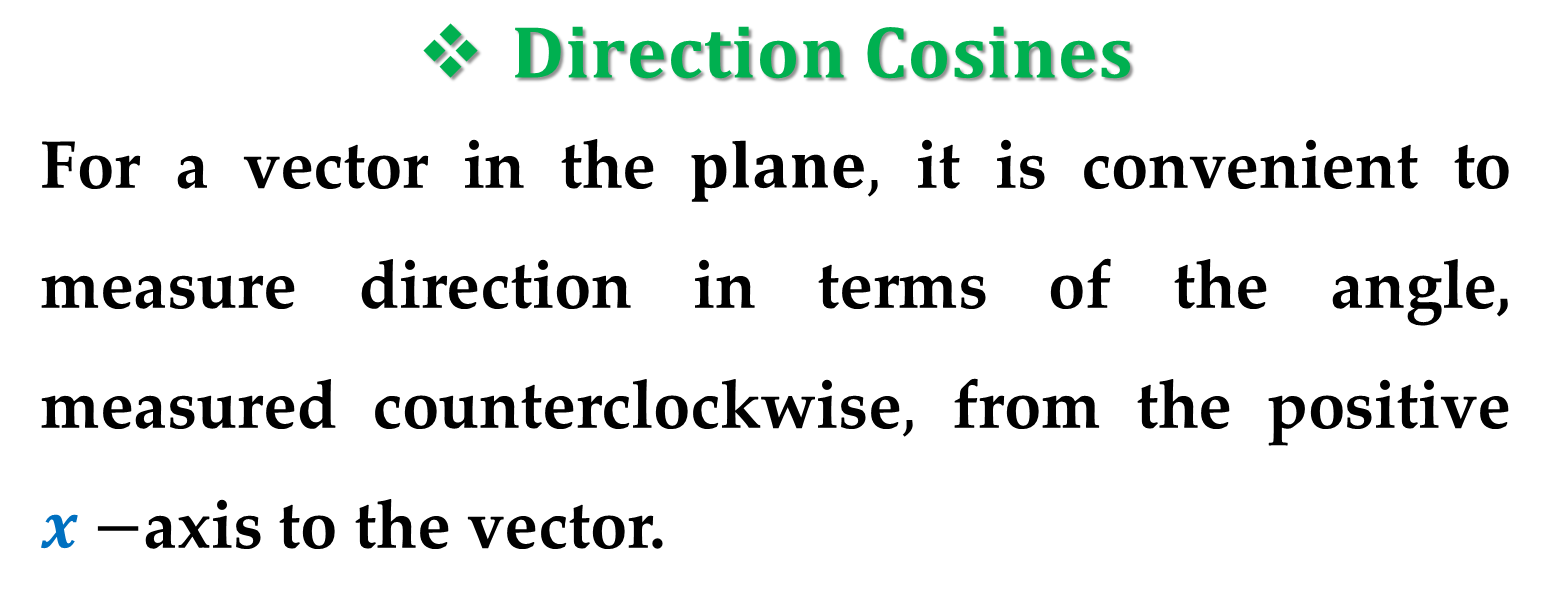 ❖ Direction Cosines
For a vector in the plane, it is convenient to
measure direction in terms of the angle,
measured counterclockwise, from the positive
x −axis to the vector.